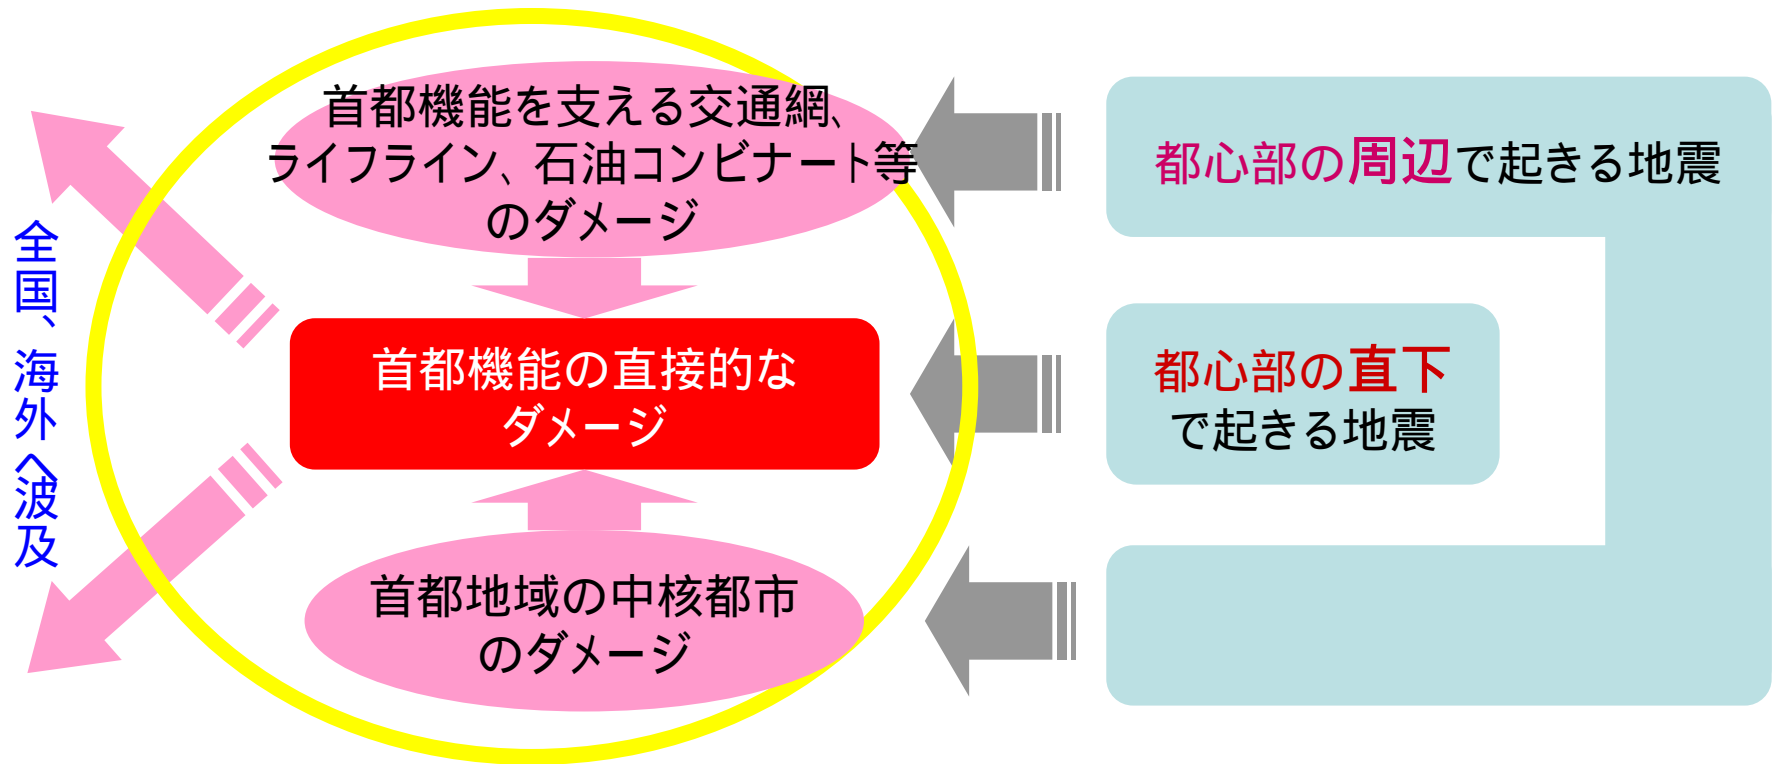 首都機能を支える交通網、
ライフライン、石油コンビナート等
のダメージ
都心部の周辺で起きる地震
全国、海外へ波及
首都機能の直接的な
ダメージ
都心部の直下
で起きる地震
首都地域の中核都市
のダメージ